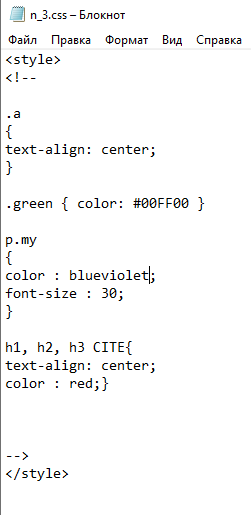 n_3.css – Блокнот
Файл Правка Формат Вид Справка
<style>
<!--
.a
{
text-align: center;
}
.green { color: #00FF00 }
p.my
{
color : blueviolet;
font-size : 30;
}
h1, h2, h3 CITE{
text-align: center;
color : red;}
-->
</style>